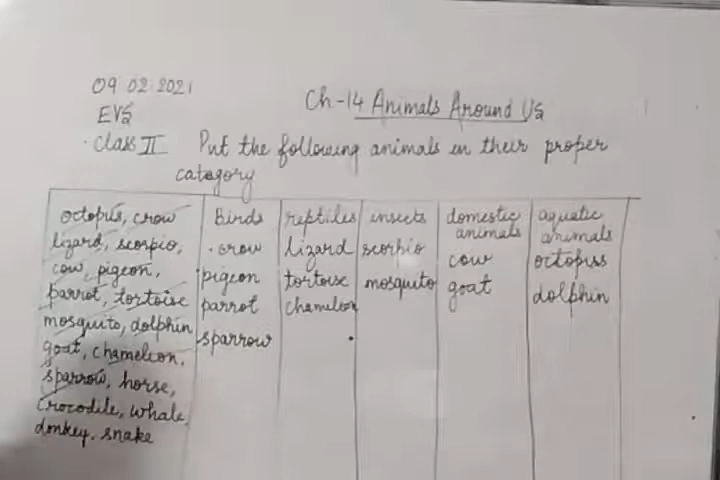 09 02 2021
Ch-14 Animals Around Us
EVS
Class II Put the following animals in their proper
category
octopus, crow
lizard, scorpio,
cow, pigeon,
parrot, tortoise
mosquito, dolphin
goat, chameleon,
sparrow, horse,
crocodile, whale,
donkey, snake
birds
crow
pigeon
parrot
sparrow
reptiles
lizard
tortoise
chameleon
insects
scorpio
mosquito
domestic
animals
cow
goat
aquatic
animals
octopus
dolphin